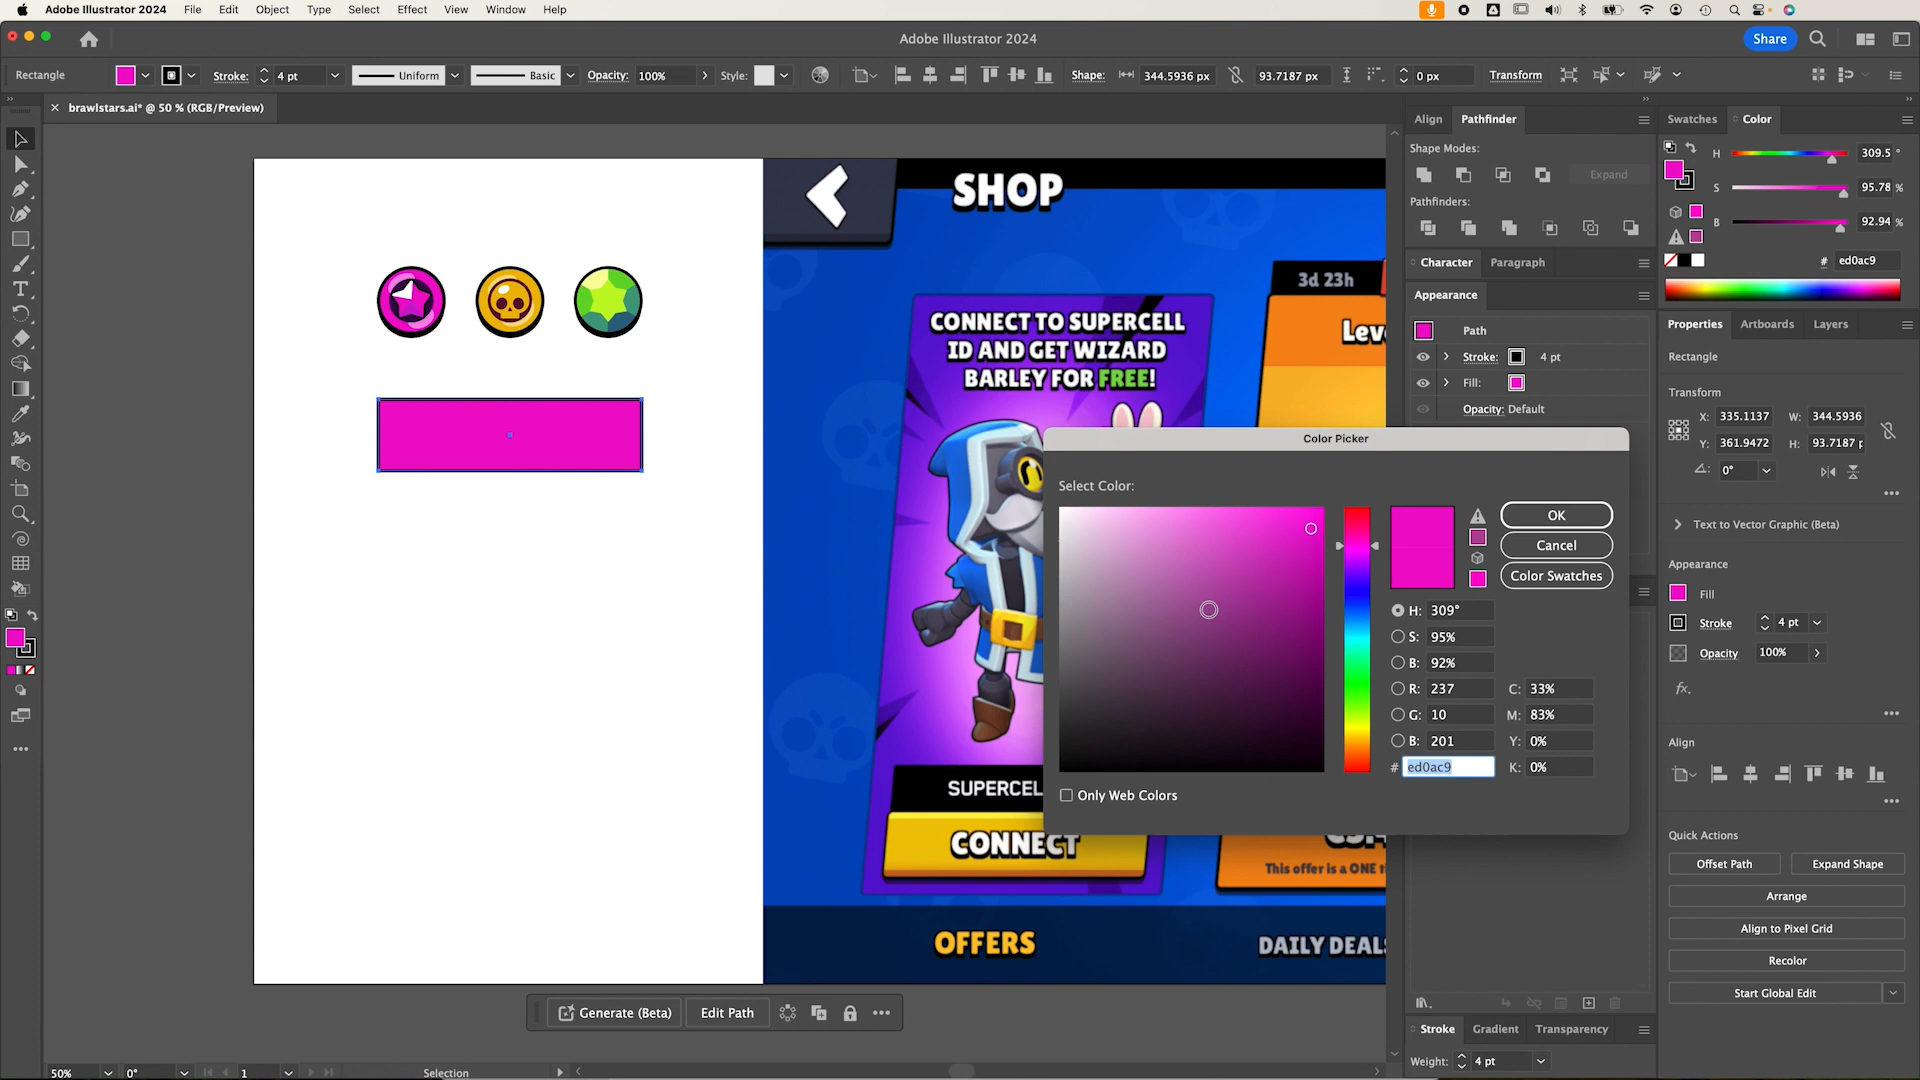 Adobe Illustrator 2024 File Edit Object Type Select Effect View Window Help
Adobe Illustrator 2024
Share
Rectangle
Stroke: 4 pt Uniform Basic Opacity: 100% Style: Shape: 344.5936 px 93.7187 px 0 px Transform
brawlstars.ai* @ 50 % (RGB/Preview)
SHOP
3d 23h
CONNECT TO SUPERCELL
ID AND GET WIZARD
BARLEY FOR FREE!
SUPERCEL
CONNECT
This offer is a ONE t
OFFERS
DAILY DEALS
Align Pathfinder
Shape Modes:
Expand
Pathfinders:
Character Paragraph
Appearance
Path
Stroke: 4 pt
Fill:
Opacity: Default
Color Picker
Select Color:
OK
Cancel
Color Swatches
H: 309°
S: 95%
B: 92%
R: 237 C: 33%
G: 10 M: 83%
B: 201 Y: 0%
# ed0ac9 K: 0%
Only Web Colors
Swatches Color
H 309.5 °
S 95.78 %
B 92.94 %
# ed0ac9
Properties Artboards Layers
Rectangle
Transform
X: 335.1137 W: 344.5936
Y: 361.9472 H: 93.7187 p
0°
Text to Vector Graphic (Beta)
Appearance
Fill
Stroke 4 pt
Opacity 100%
fx.
Align
Quick Actions
Offset Path Expand Shape
Arrange
Align to Pixel Grid
Recolor
Start Global Edit
Stroke Gradient Transparency
Weight: 4 pt
Generate (Beta) Edit Path
50% 0° 1 Selection